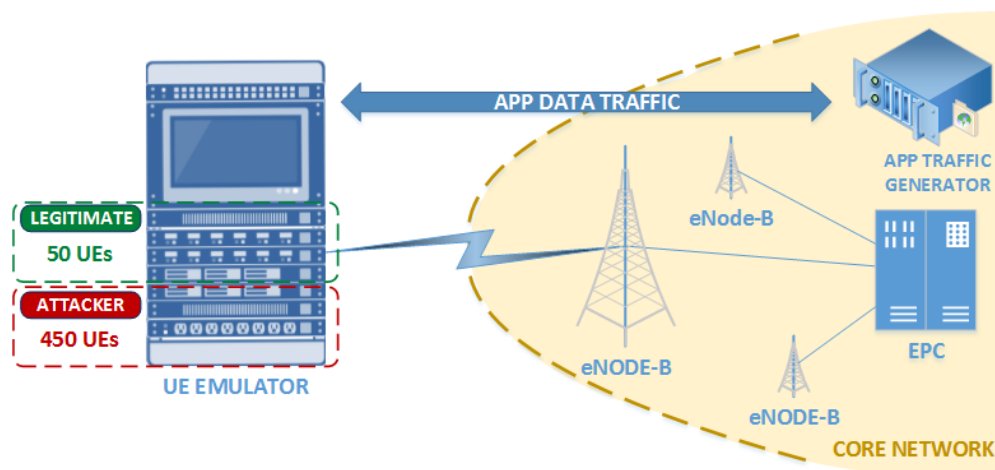 APP DATA TRAFFIC
APP TRAFFIC
GENERATOR
LEGITIMATE
50 UEs
ATTACKER
450 UEs
UE EMULATOR
eNode-B
eNODE-B
eNODE-B
EPC
CORE NETWORK